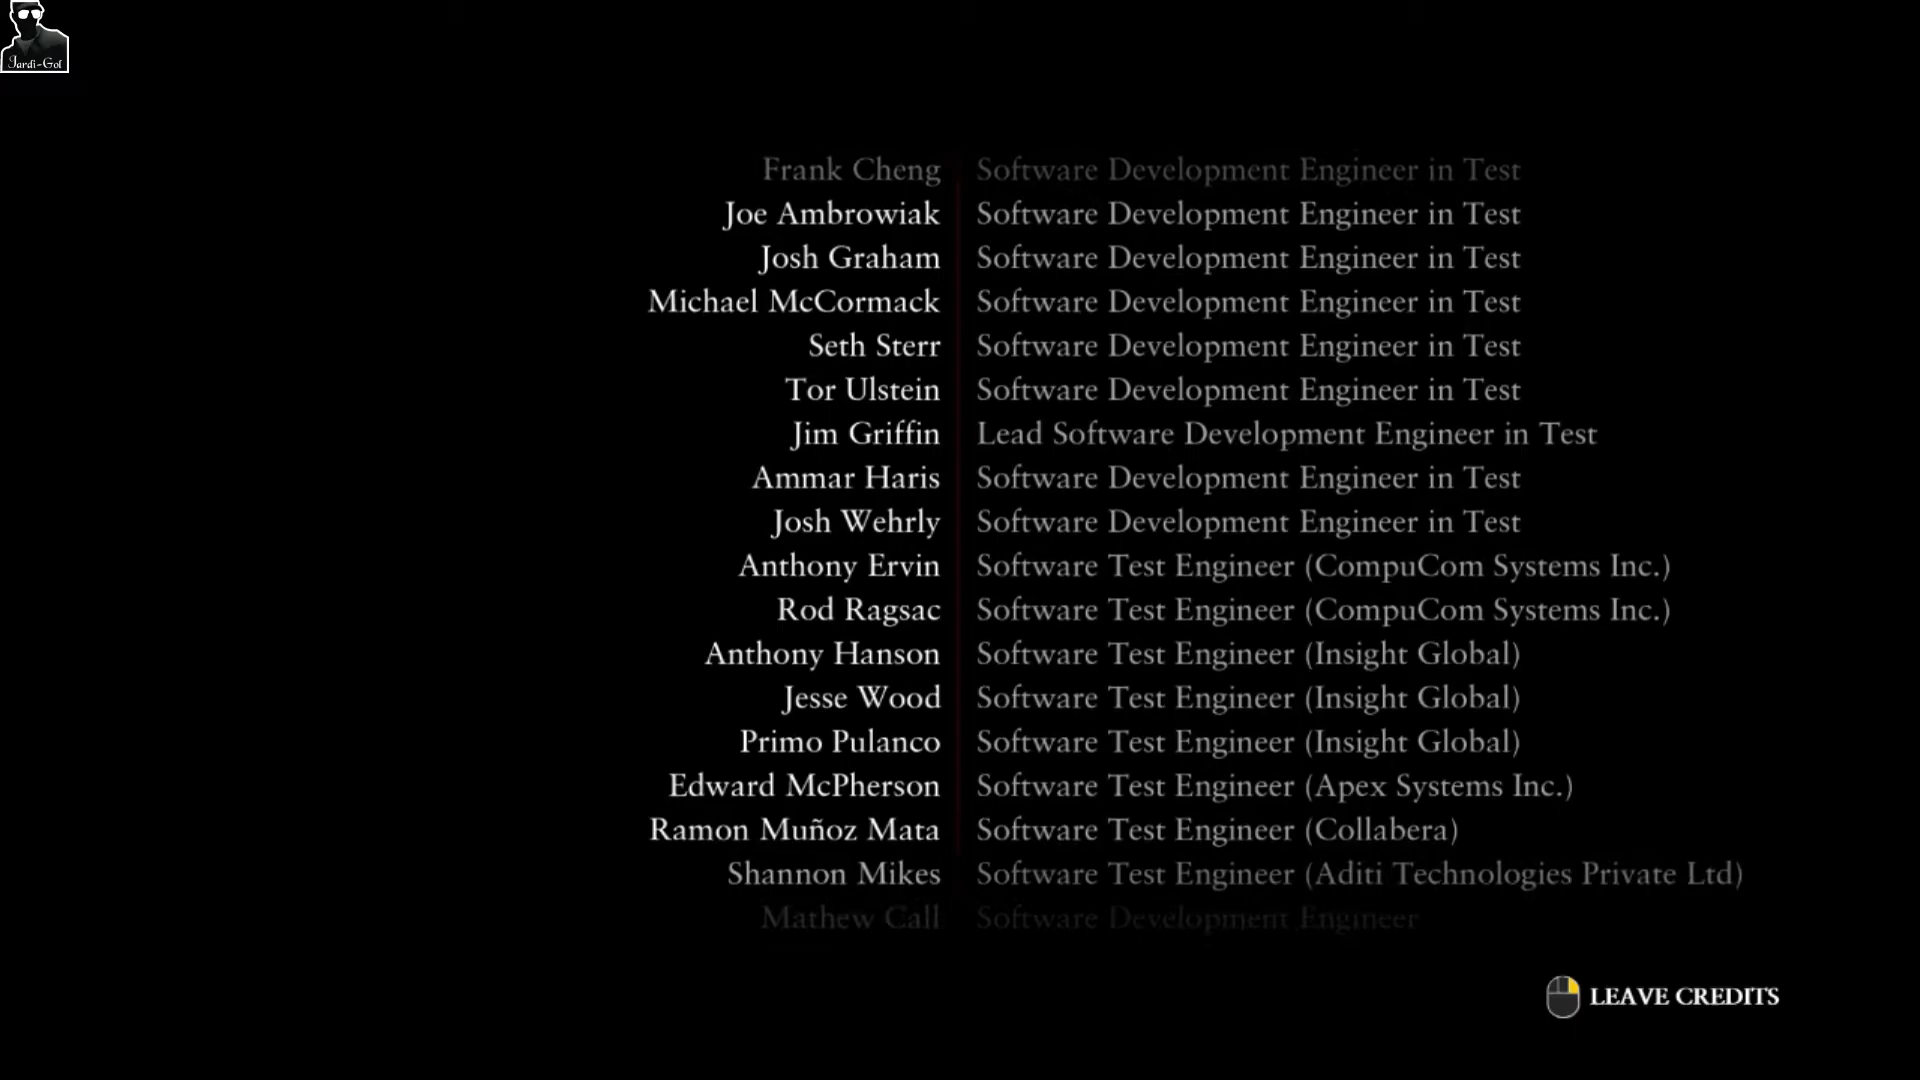 Jardi-Gol
Frank Cheng Software Development Engineer in Test
Joe Ambrowiak Software Development Engineer in Test
Josh Graham Software Development Engineer in Test
Michael McCormack Software Development Engineer in Test
Seth Sterr Software Development Engineer in Test
Tor Ulstein Software Development Engineer in Test
Jim Griffin Lead Software Development Engineer in Test
Ammar Haris Software Development Engineer in Test
Josh Wehrly Software Development Engineer in Test
Anthony Ervin Software Test Engineer (CompuCom Systems Inc.)
Rod Ragsac Software Test Engineer (CompuCom Systems Inc.)
Anthony Hanson Software Test Engineer (Insight Global)
Jesse Wood Software Test Engineer (Insight Global)
Primo Pulanco Software Test Engineer (Insight Global)
Edward McPherson Software Test Engineer (Apex Systems Inc.)
Ramon Muñoz Mata Software Test Engineer (Collabera)
Shannon Mikes Software Test Engineer (Aditi Technologies Private Ltd)
Mathew Call Software Development Engineer
LEAVE CREDITS